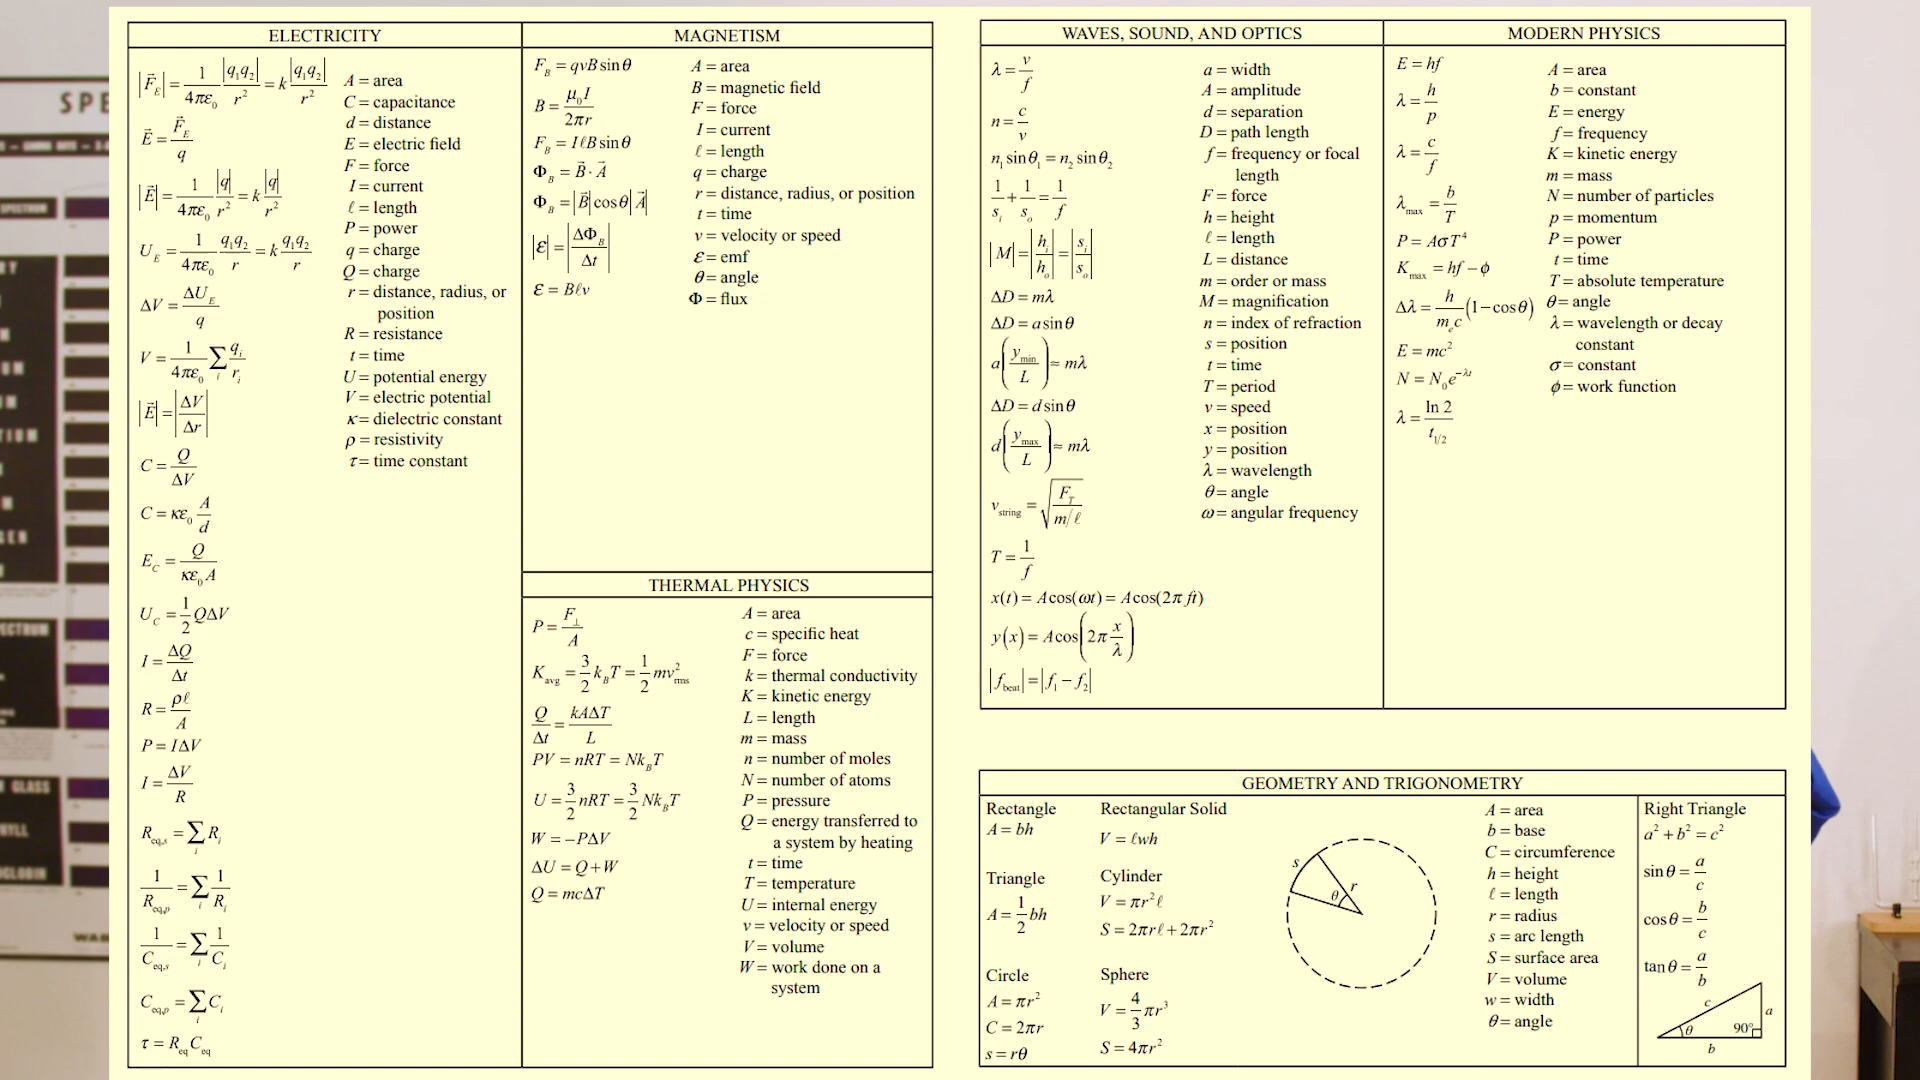 ELECTRICITY
|F⃗_E| = 1/(4πε₀) |q₁q₂|/r² = k |q₁q₂|/r²
E⃗ = F⃗_E/q
|E⃗| = 1/(4πε₀) |q|/r² = k |q|/r²
U_E = 1/(4πε₀) q₁q₂/r = k q₁q₂/r
ΔV = ΔU_E/q
V = 1/(4πε₀) Σ_i q_i/r_i
|E⃗| = |ΔV/Δr|
C = Q/ΔV
C = κε₀ A/d
E_C = Q/(κε₀A)
U_C = 1/2 QΔV
I = ΔQ/Δt
R = ρℓ/A
P = IΔV
I = ΔV/R
R_eq,s = Σ_i R_i
1/R_eq,p = Σ_i 1/R_i
1/C_eq,s = Σ_i 1/C_i
C_eq,p = Σ_i C_i
τ = R_eq C_eq
A = area
C = capacitance
d = distance
E = electric field
F = force
I = current
ℓ = length
P = power
q = charge
Q = charge
r = distance, radius, or
position
R = resistance
t = time
U = potential energy
V = electric potential
κ = dielectric constant
ρ = resistivity
τ = time constant
MAGNETISM
F_B = qvB sin θ
B = μ₀I/(2πr)
F_B = IℓB sin θ
Φ_B = B⃗ · A⃗
Φ_B = |B⃗| cos θ |A⃗|
|ε| = |ΔΦ_B/Δt|
ε = Bℓv
A = area
B = magnetic field
F = force
I = current
ℓ = length
q = charge
r = distance, radius, or position
t = time
v = velocity or speed
ε = emf
θ = angle
Φ = flux
THERMAL PHYSICS
P = F_⊥/A
K_avg = 3/2 k_B T = 1/2 mv²_rms
Q/Δt = kAΔT/L
PV = nRT = Nk_B T
U = 3/2 nRT = 3/2 Nk_B T
W = −PΔV
ΔU = Q + W
Q = mcΔT
A = area
c = specific heat
F = force
k = thermal conductivity
K = kinetic energy
L = length
m = mass
n = number of moles
N = number of atoms
P = pressure
Q = energy transferred to
a system by heating
t = time
T = temperature
U = internal energy
v = velocity or speed
V = volume
W = work done on a
system
WAVES, SOUND, AND OPTICS
λ = v/f
n = c/v
n₁ sin θ₁ = n₂ sin θ₂
1/s_i + 1/s_o = 1/f
|M| = |h_i/h_o| = |s_i/s_o|
ΔD = mλ
ΔD = a sin θ
a(y_min/L) ≈ mλ
ΔD = d sin θ
d(y_max/L) ≈ mλ
v_string = √(F_T/(m/ℓ))
T = 1/f
x(t) = A cos(ωt) = A cos(2π ft)
y(x) = A cos(2π x/λ)
|f_beat| = |f₁ − f₂|
a = width
A = amplitude
d = separation
D = path length
f = frequency or focal
length
F = force
h = height
ℓ = length
L = distance
m = order or mass
M = magnification
n = index of refraction
s = position
t = time
T = period
v = speed
x = position
y = position
λ = wavelength
θ = angle
ω = angular frequency
MODERN PHYSICS
E = hf
λ = h/p
λ = c/f
λ_max = b/T
P = AσT⁴
K_max = hf − ϕ
Δλ = h/(m_e c) (1 − cos θ)
E = mc²
N = N₀e^(−λt)
λ = ln 2/t_1/2
A = area
b = constant
E = energy
f = frequency
K = kinetic energy
m = mass
N = number of particles
p = momentum
P = power
t = time
T = absolute temperature
θ = angle
λ = wavelength or decay
constant
σ = constant
ϕ = work function
GEOMETRY AND TRIGONOMETRY
Rectangle
A = bh
Triangle
A = 1/2 bh
Circle
A = πr²
C = 2πr
s = rθ
Rectangular Solid
V = ℓwh
Cylinder
V = πr²ℓ
S = 2πrℓ + 2πr²
Sphere
V = 4/3 πr³
S = 4πr²
s
θ
r
A = area
b = base
C = circumference
h = height
ℓ = length
r = radius
s = arc length
S = surface area
V = volume
w = width
θ = angle
Right Triangle
a² + b² = c²
sin θ = a/c
cos θ = b/c
tan θ = a/b
c
a
θ
90°
b
SPE
SPECTRUM
GLASS